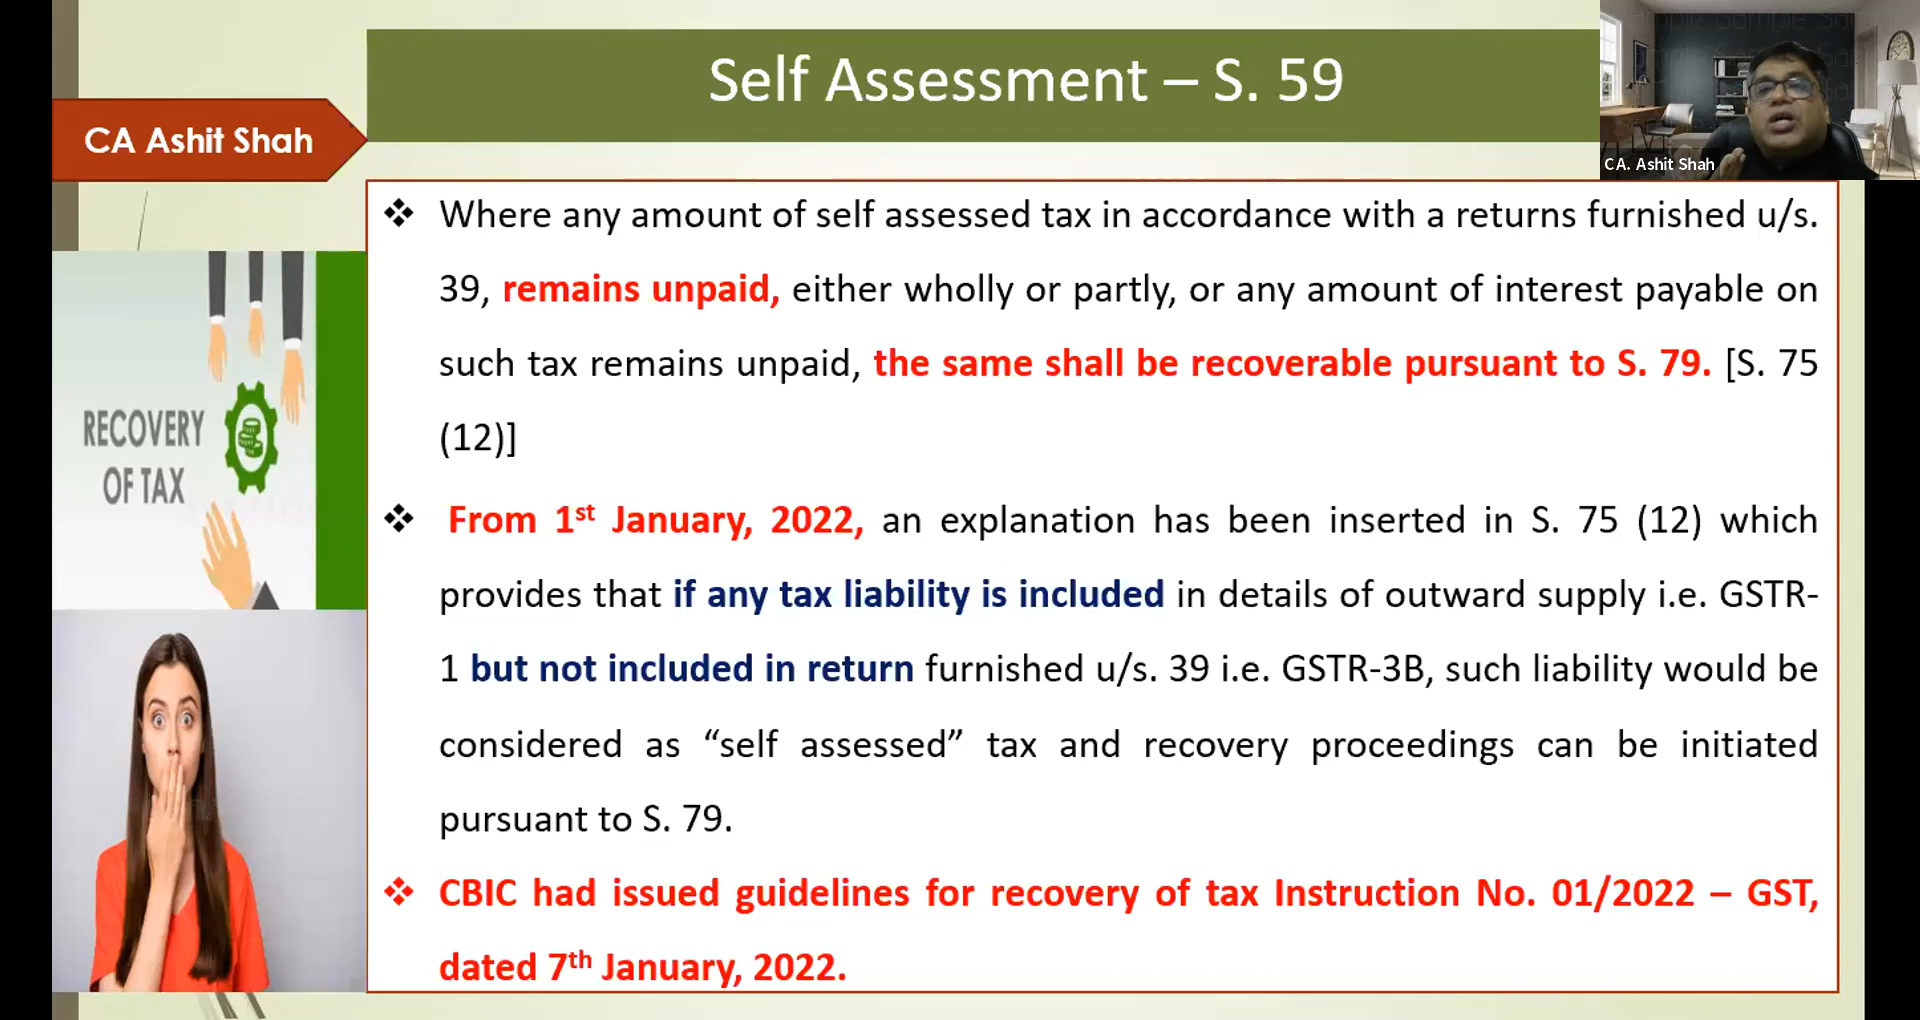 Self Assessment – S. 59
CA Ashit Shah
CA. Ashit Shah
❖ Where any amount of self assessed tax in accordance with a returns furnished u/s.
39, remains unpaid, either wholly or partly, or any amount of interest payable on
such tax remains unpaid, the same shall be recoverable pursuant to S. 79. [S. 75
(12)]
❖ From 1st January, 2022, an explanation has been inserted in S. 75 (12) which
provides that if any tax liability is included in details of outward supply i.e. GSTR-
1 but not included in return furnished u/s. 39 i.e. GSTR-3B, such liability would be
considered as “self assessed” tax and recovery proceedings can be initiated
pursuant to S. 79.
❖ CBIC had issued guidelines for recovery of tax Instruction No. 01/2022 – GST,
dated 7th January, 2022.
RECOVERY
OF TAX